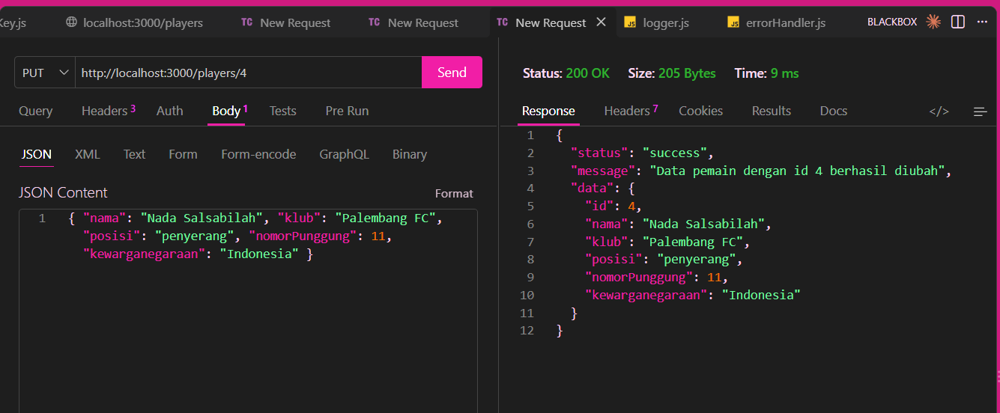 Key.js localhost:3000/players TC New Request TC New Request TC New Request JS logger.js JS errorHandler.js BLACKBOX
PUT http://localhost:3000/players/4 Send
Query Headers 3 Auth Body 1 Tests Pre Run
JSON XML Text Form Form-encode GraphQL Binary
JSON Content Format
1 { "nama": "Nada Salsabilah", "klub": "Palembang FC",
"posisi": "penyerang", "nomorPunggung": 11,
"kewarganegaraan": "Indonesia" }
Status: 200 OK Size: 205 Bytes Time: 9 ms
Response Headers 7 Cookies Results Docs </>
1 {
2 "status": "success",
3 "message": "Data pemain dengan id 4 berhasil diubah",
4 "data": {
5 "id": 4,
6 "nama": "Nada Salsabilah",
7 "klub": "Palembang FC",
8 "posisi": "penyerang",
9 "nomorPunggung": 11,
10 "kewarganegaraan": "Indonesia"
11 }
12 }